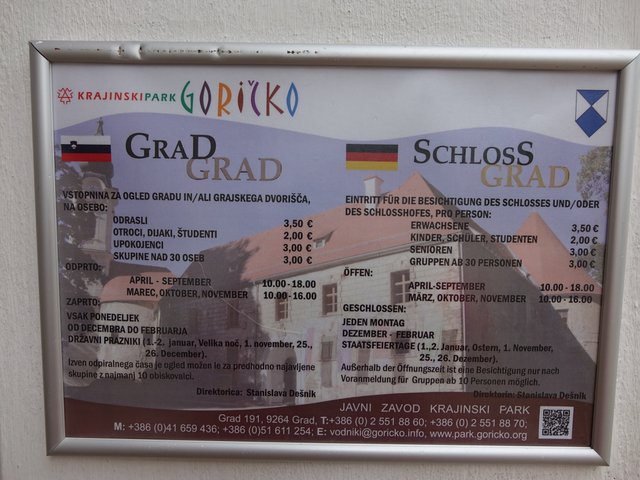 KRAJINSKIPARK GORIČKO
GRAD
GRAD
VSTOPNINA ZA OGLED GRADU IN/ALI GRAJSKEGA DVORIŠČA,
NA OSEBO:
ODRASLI 3,50 €
OTROCI, DIJAKI, ŠTUDENTI 2,00 €
UPOKOJENCI 3,00 €
SKUPINE NAD 30 OSEB 3,00 €
ODPRTO:
APRIL - SEPTEMBER 10.00 - 18.00
MAREC, OKTOBER, NOVEMBER 10.00 - 16.00
ZAPRTO:
VSAK PONEDELJEK
OD DECEMBRA DO FEBRUARJA
DRŽAVNI PRAZNIKI (1.-2. januar, Velika noč, 1. november, 25.,
26. December).
Izven odpiralnega časa je ogled možen le za predhodno najavljene
skupine z najmanj 10 obiskovalci.
Direktorica: Stanislava Dešnik
SCHLOSS
GRAD
EINTRITT FÜR DIE BESICHTIGUNG DES SCHLOSSES UND/ODER
DES SCHLOSSHOFES, PRO PERSON:
ERWACHSENE 3,50 €
KINDER, SCHÜLER, STUDENTEN 2,00 €
SENIOREN 3,00 €
GRUPPEN AB 30 PERSONEN 3,00 €
ÖFFEN:
APRIL-SEPTEMBER 10.00 - 18.00
MÄRZ, OKTOBER, NOVEMBER 10.00 - 16.00
GESCHLOSSEN:
JEDEN MONTAG
DEZEMBER - FEBRUAR
STAATSFEIERTAGE (1.,2. Januar, Ostern, 1. November,
25., 26. Dezember).
Außerhalb der Öffnungszeit ist eine Besichtigung nur nach
Voranmeldung für Gruppen ab 10 Personen möglich.
Direktorin: Stanislava Dešnik
JAVNI ZAVOD KRAJINSKI PARK
Grad 191, 9264 Grad, T:+386 (0) 2 551 88 60; +386 (0) 2 551 88 70;
M: +386 (0)41 659 436; +386 (0)51 611 254; E: vodniki@goricko.info, www.park.goricko.org